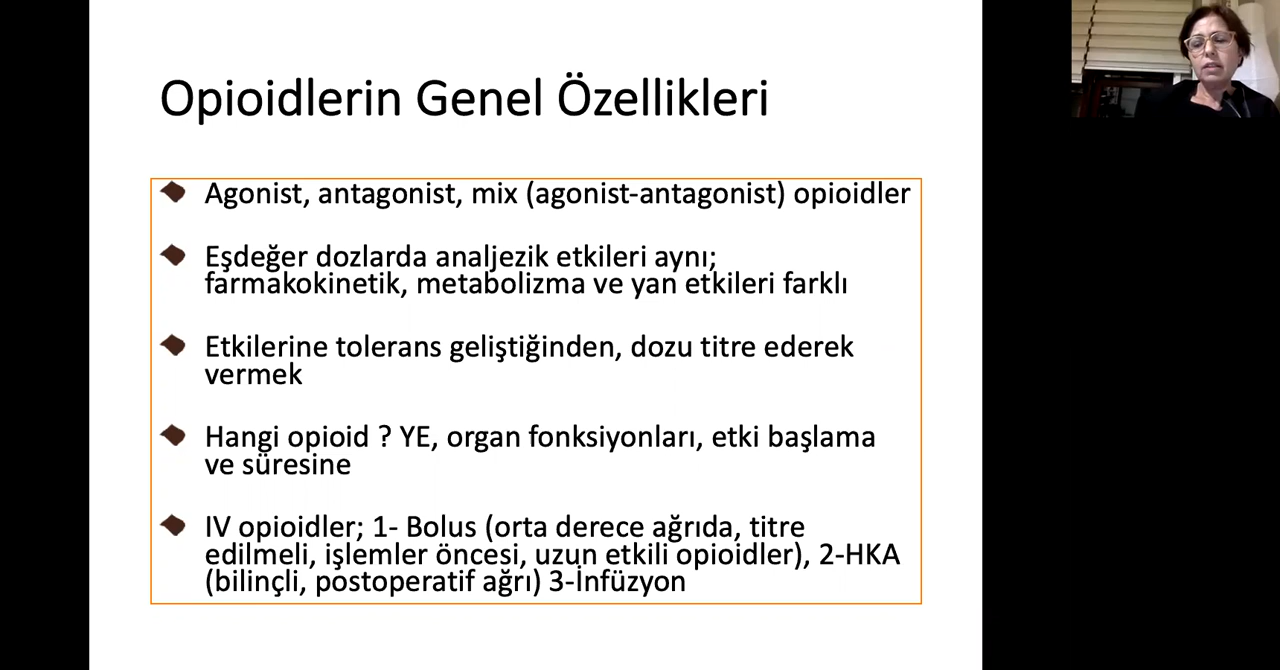 Opioidlerin Genel Özellikleri
Agonist, antagonist, mix (agonist-antagonist) opioidler
Eşdeğer dozlarda analjezik etkileri aynı;
farmakokinetik, metabolizma ve yan etkileri farklı
Etkilerine tolerans geliştiğinden, dozu titre ederek
vermek
Hangi opioid ? YE, organ fonksiyonları, etki başlama
ve süresine
IV opioidler; 1- Bolus (orta derece ağrıda, titre
edilmeli, işlemler öncesi, uzun etkili opioidler), 2-HKA
(bilinçli, postoperatif ağrı) 3-İnfüzyon